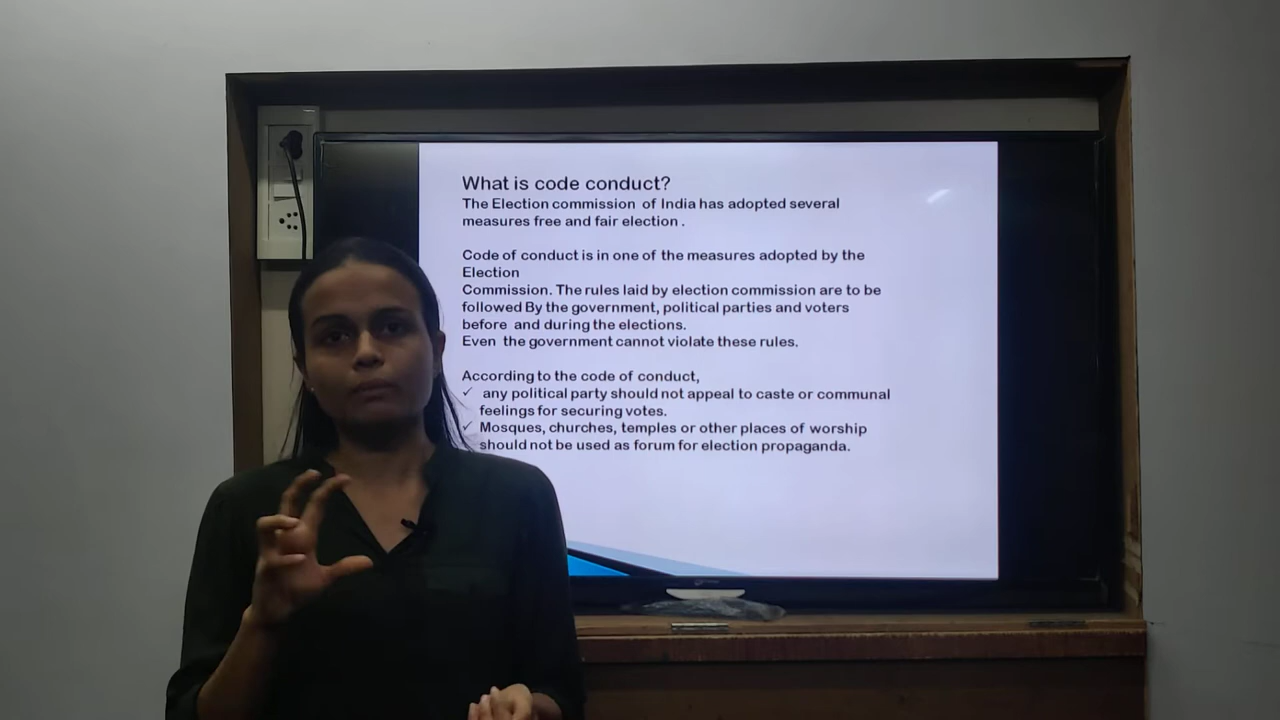 What is code conduct?
The Election commission of India has adopted several
measures free and fair election .
Code of conduct is in one of the measures adopted by the
Election
Commission. The rules laid by election commission are to be
followed By the government, political parties and voters
before and during the elections.
Even the government cannot violate these rules.
According to the code of conduct,
✓ any political party should not appeal to caste or communal
feelings for securing votes.
✓ Mosques, churches, temples or other places of worship
should not be used as forum for election propaganda.